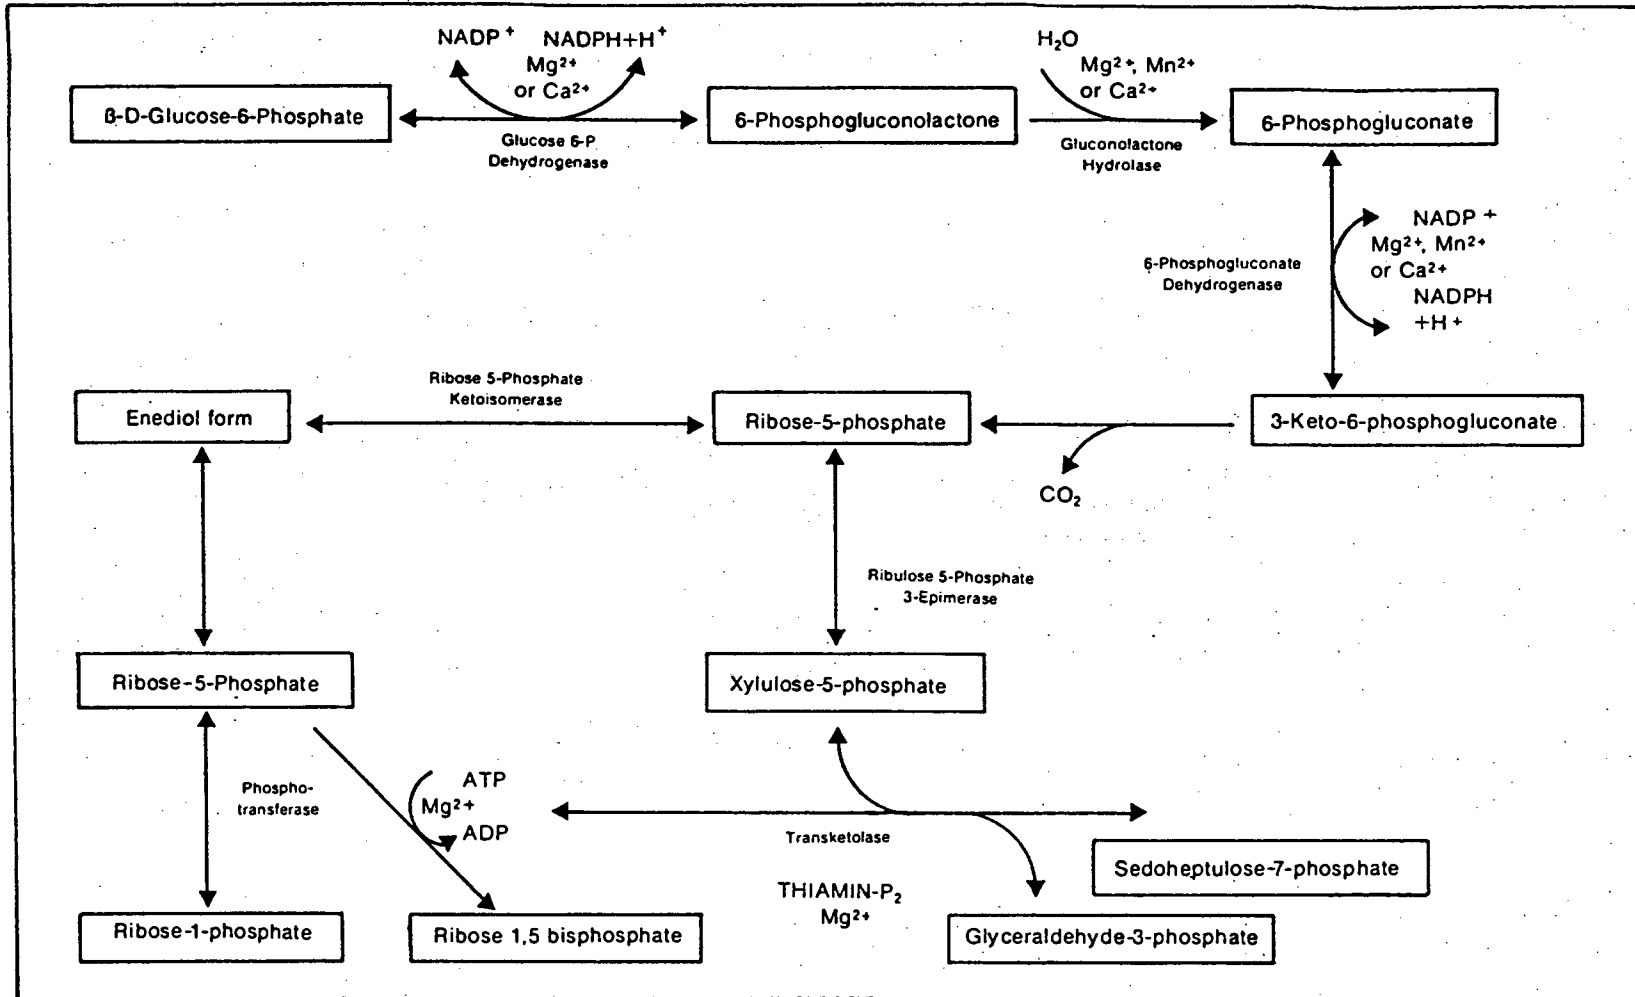 NADP⁺ NADPH+H⁺
Mg²⁺
or Ca²⁺
H₂O
Mg²⁺, Mn²⁺
or Ca²⁺
β-D-Glucose-6-Phosphate
6-Phosphogluconolactone
6-Phosphogluconate
Glucose 6-P
Dehydrogenase
Gluconolactone
Hydrolase
NADP⁺
Mg²⁺, Mn²⁺
or Ca²⁺
NADPH
+H⁺
6-Phosphogluconate
Dehydrogenase
Ribose 5-Phosphate
Ketoisomerase
Enediol form
Ribose-5-phosphate
3-Keto-6-phosphogluconate
CO₂
Ribulose 5-Phosphate
3-Epimerase
Ribose-5-Phosphate
Xylulose-5-phosphate
Phospho-
transferase
ATP
Mg²⁺
ADP
Transketolase
THIAMIN-P₂
Mg²⁺
Sedoheptulose-7-phosphate
Ribose-1-phosphate
Ribose 1,5 bisphosphate
Glyceraldehyde-3-phosphate